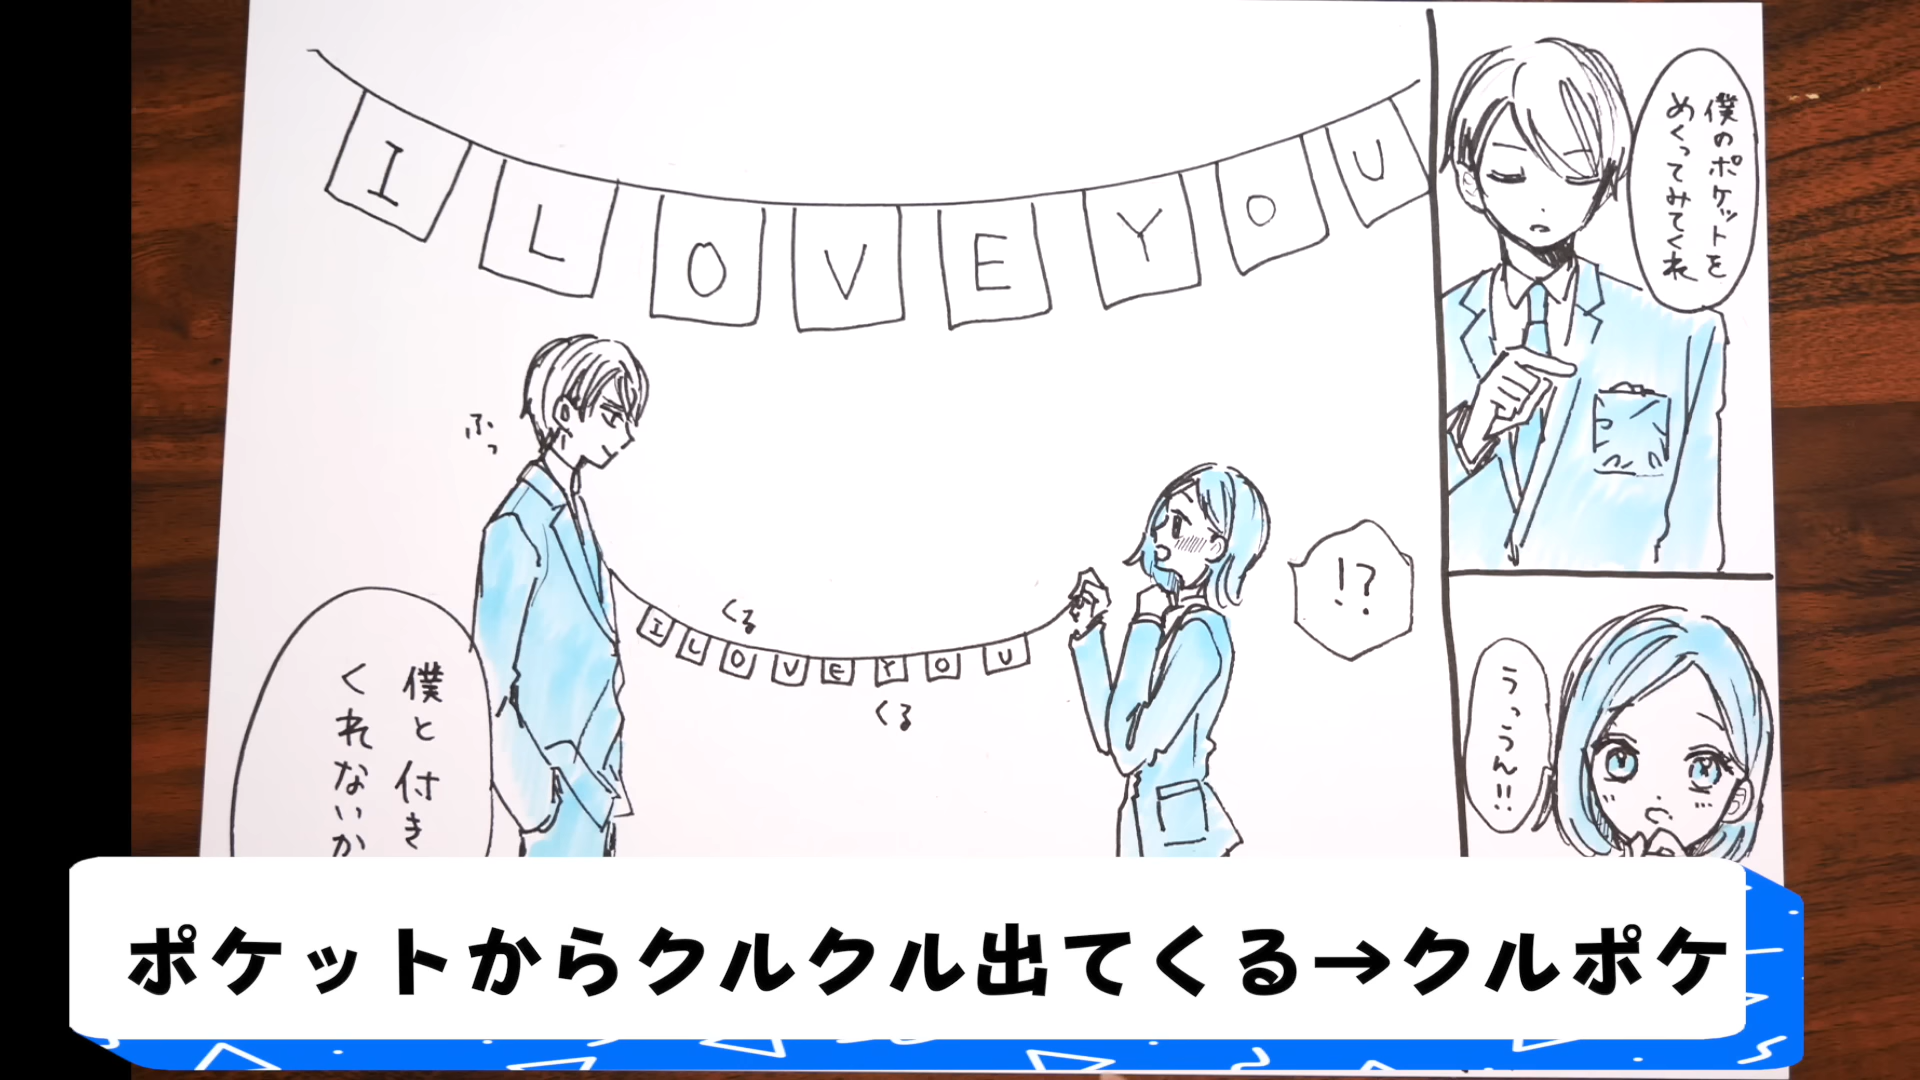 僕のポケットを
めくってみてくれ
うっうん!!
I LOVE YOU
ふっ
くる
I LOVE YOU
くる
!?
僕と付き
くれないか
ポケットからクルクル出てくる→クルポケ